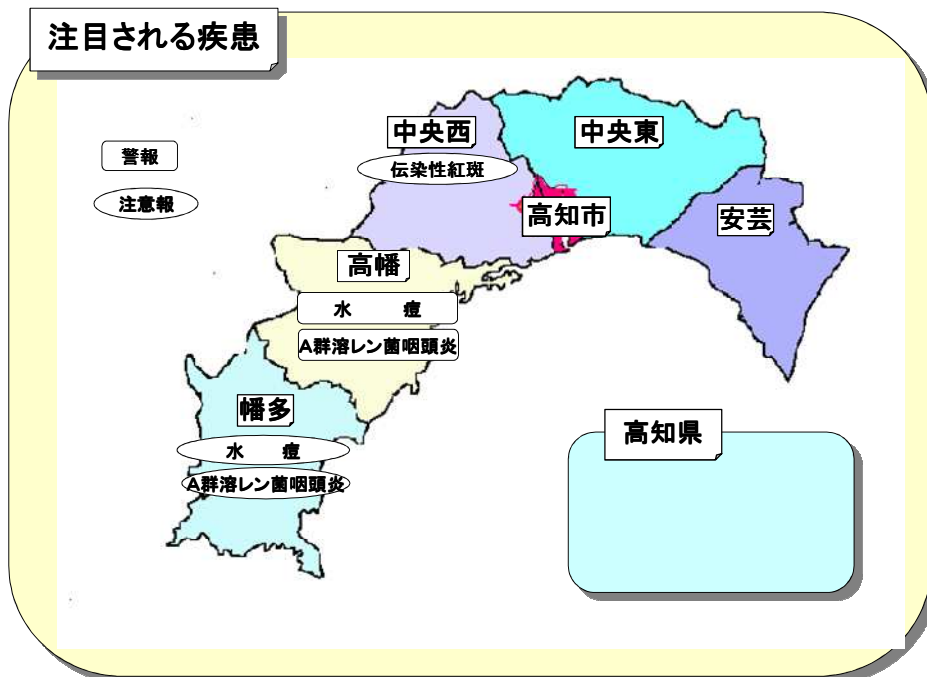 注目される疾患
警報
注意報
中央西
伝染性紅斑
中央東
高知市
安芸
高幡
水　　痘
A群溶レン菌咽頭炎
幡多
水　　痘
A群溶レン菌咽頭炎
高知県